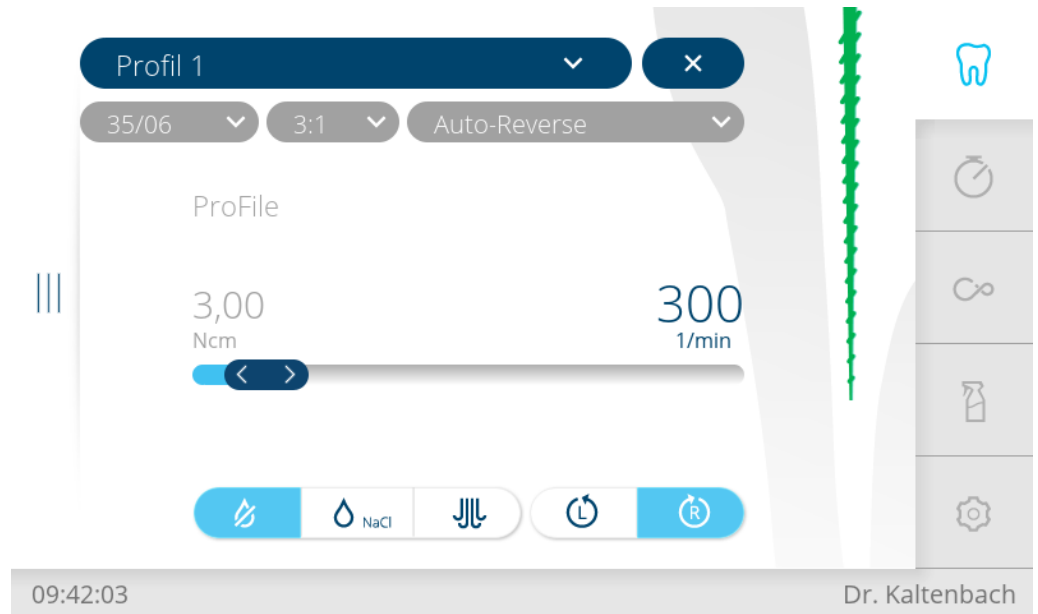 Profil 1
35/06 3:1 Auto-Reverse
ProFile
3,00 300
Ncm 1/min
NaCl L R
09:42:03 Dr. Kaltenbach